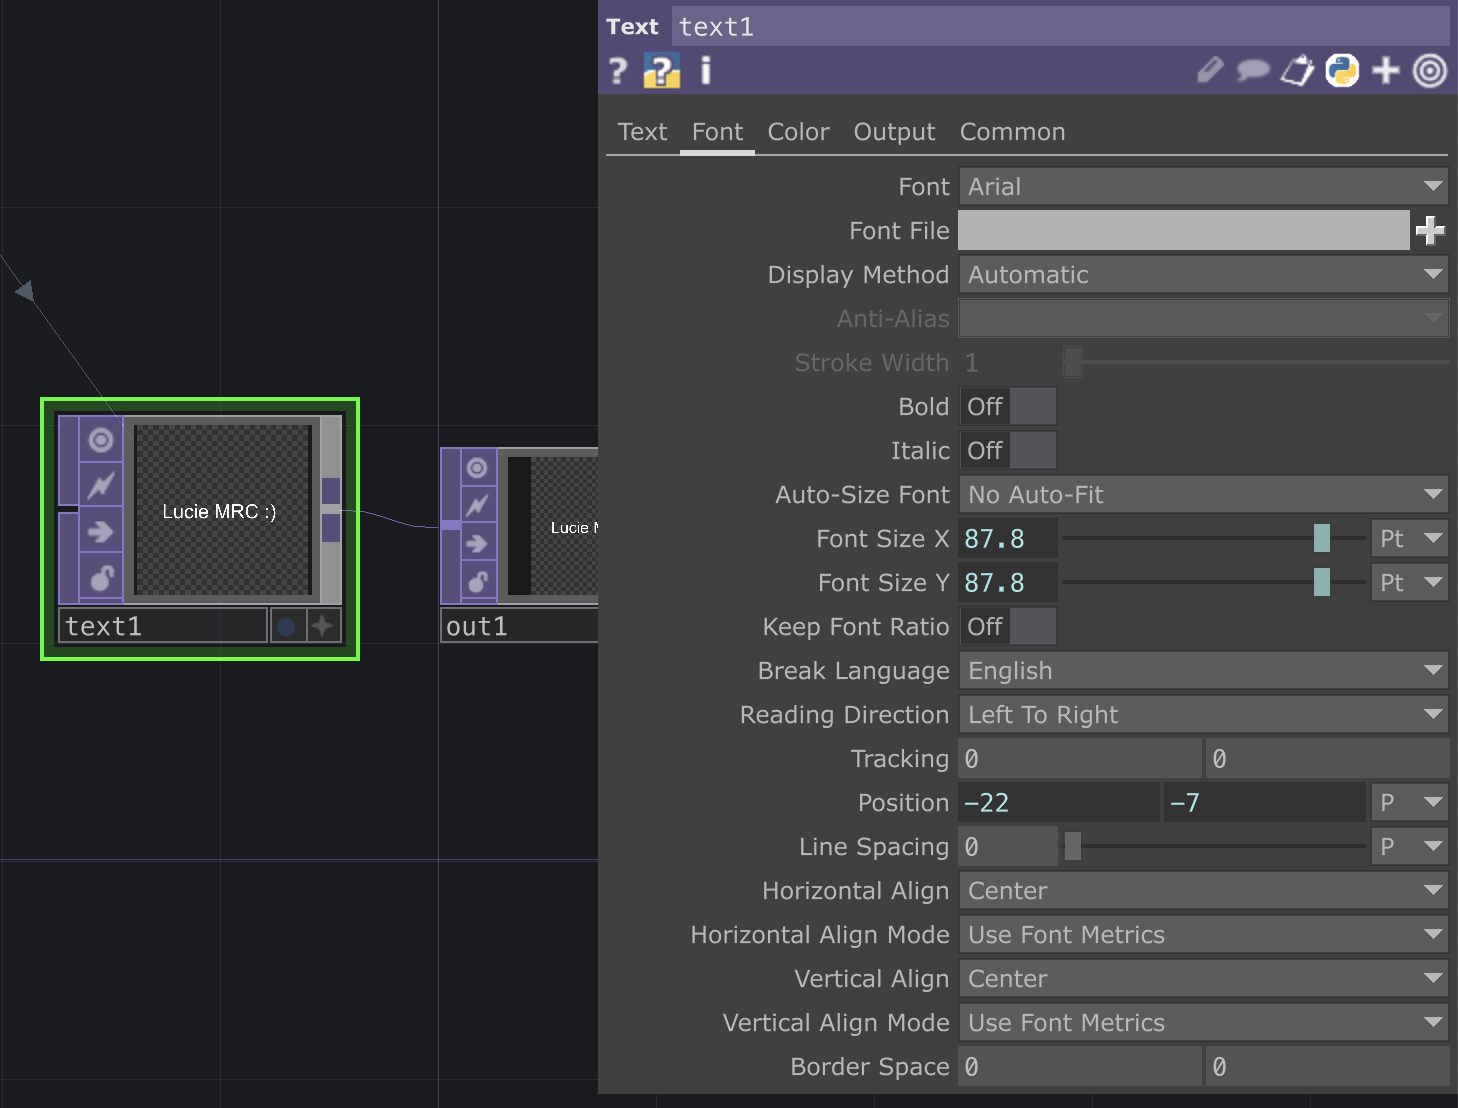 Text text1
? ? i
Text Font Color Output Common
Font Arial
Font File
Display Method Automatic
Anti-Alias
Stroke Width 1
Bold Off
Italic Off
Auto-Size Font No Auto-Fit
Font Size X 87.8 Pt
Font Size Y 87.8 Pt
Keep Font Ratio Off
Break Language English
Reading Direction Left To Right
Tracking 0 0
Position -22 -7 P
Line Spacing 0 P
Horizontal Align Center
Horizontal Align Mode Use Font Metrics
Vertical Align Center
Vertical Align Mode Use Font Metrics
Border Space 0 0
Lucie MRC :)
text1
Lucie M
out1